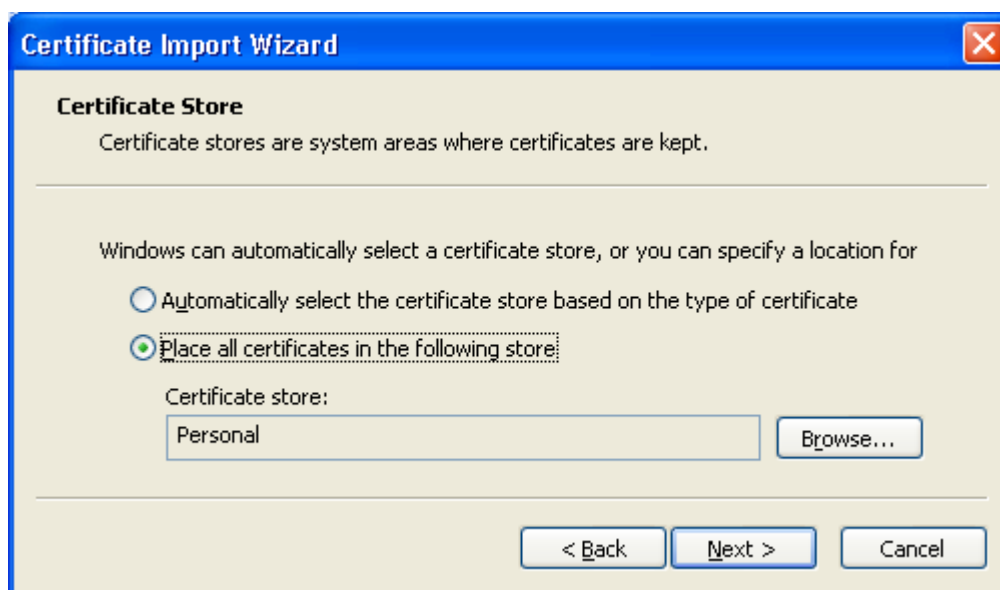 Certificate Import Wizard
Certificate Store
Certificate stores are system areas where certificates are kept.
Windows can automatically select a certificate store, or you can specify a location for
Automatically select the certificate store based on the type of certificate
Place all certificates in the following store
Certificate store:
Personal
Browse...
< Back
Next >
Cancel